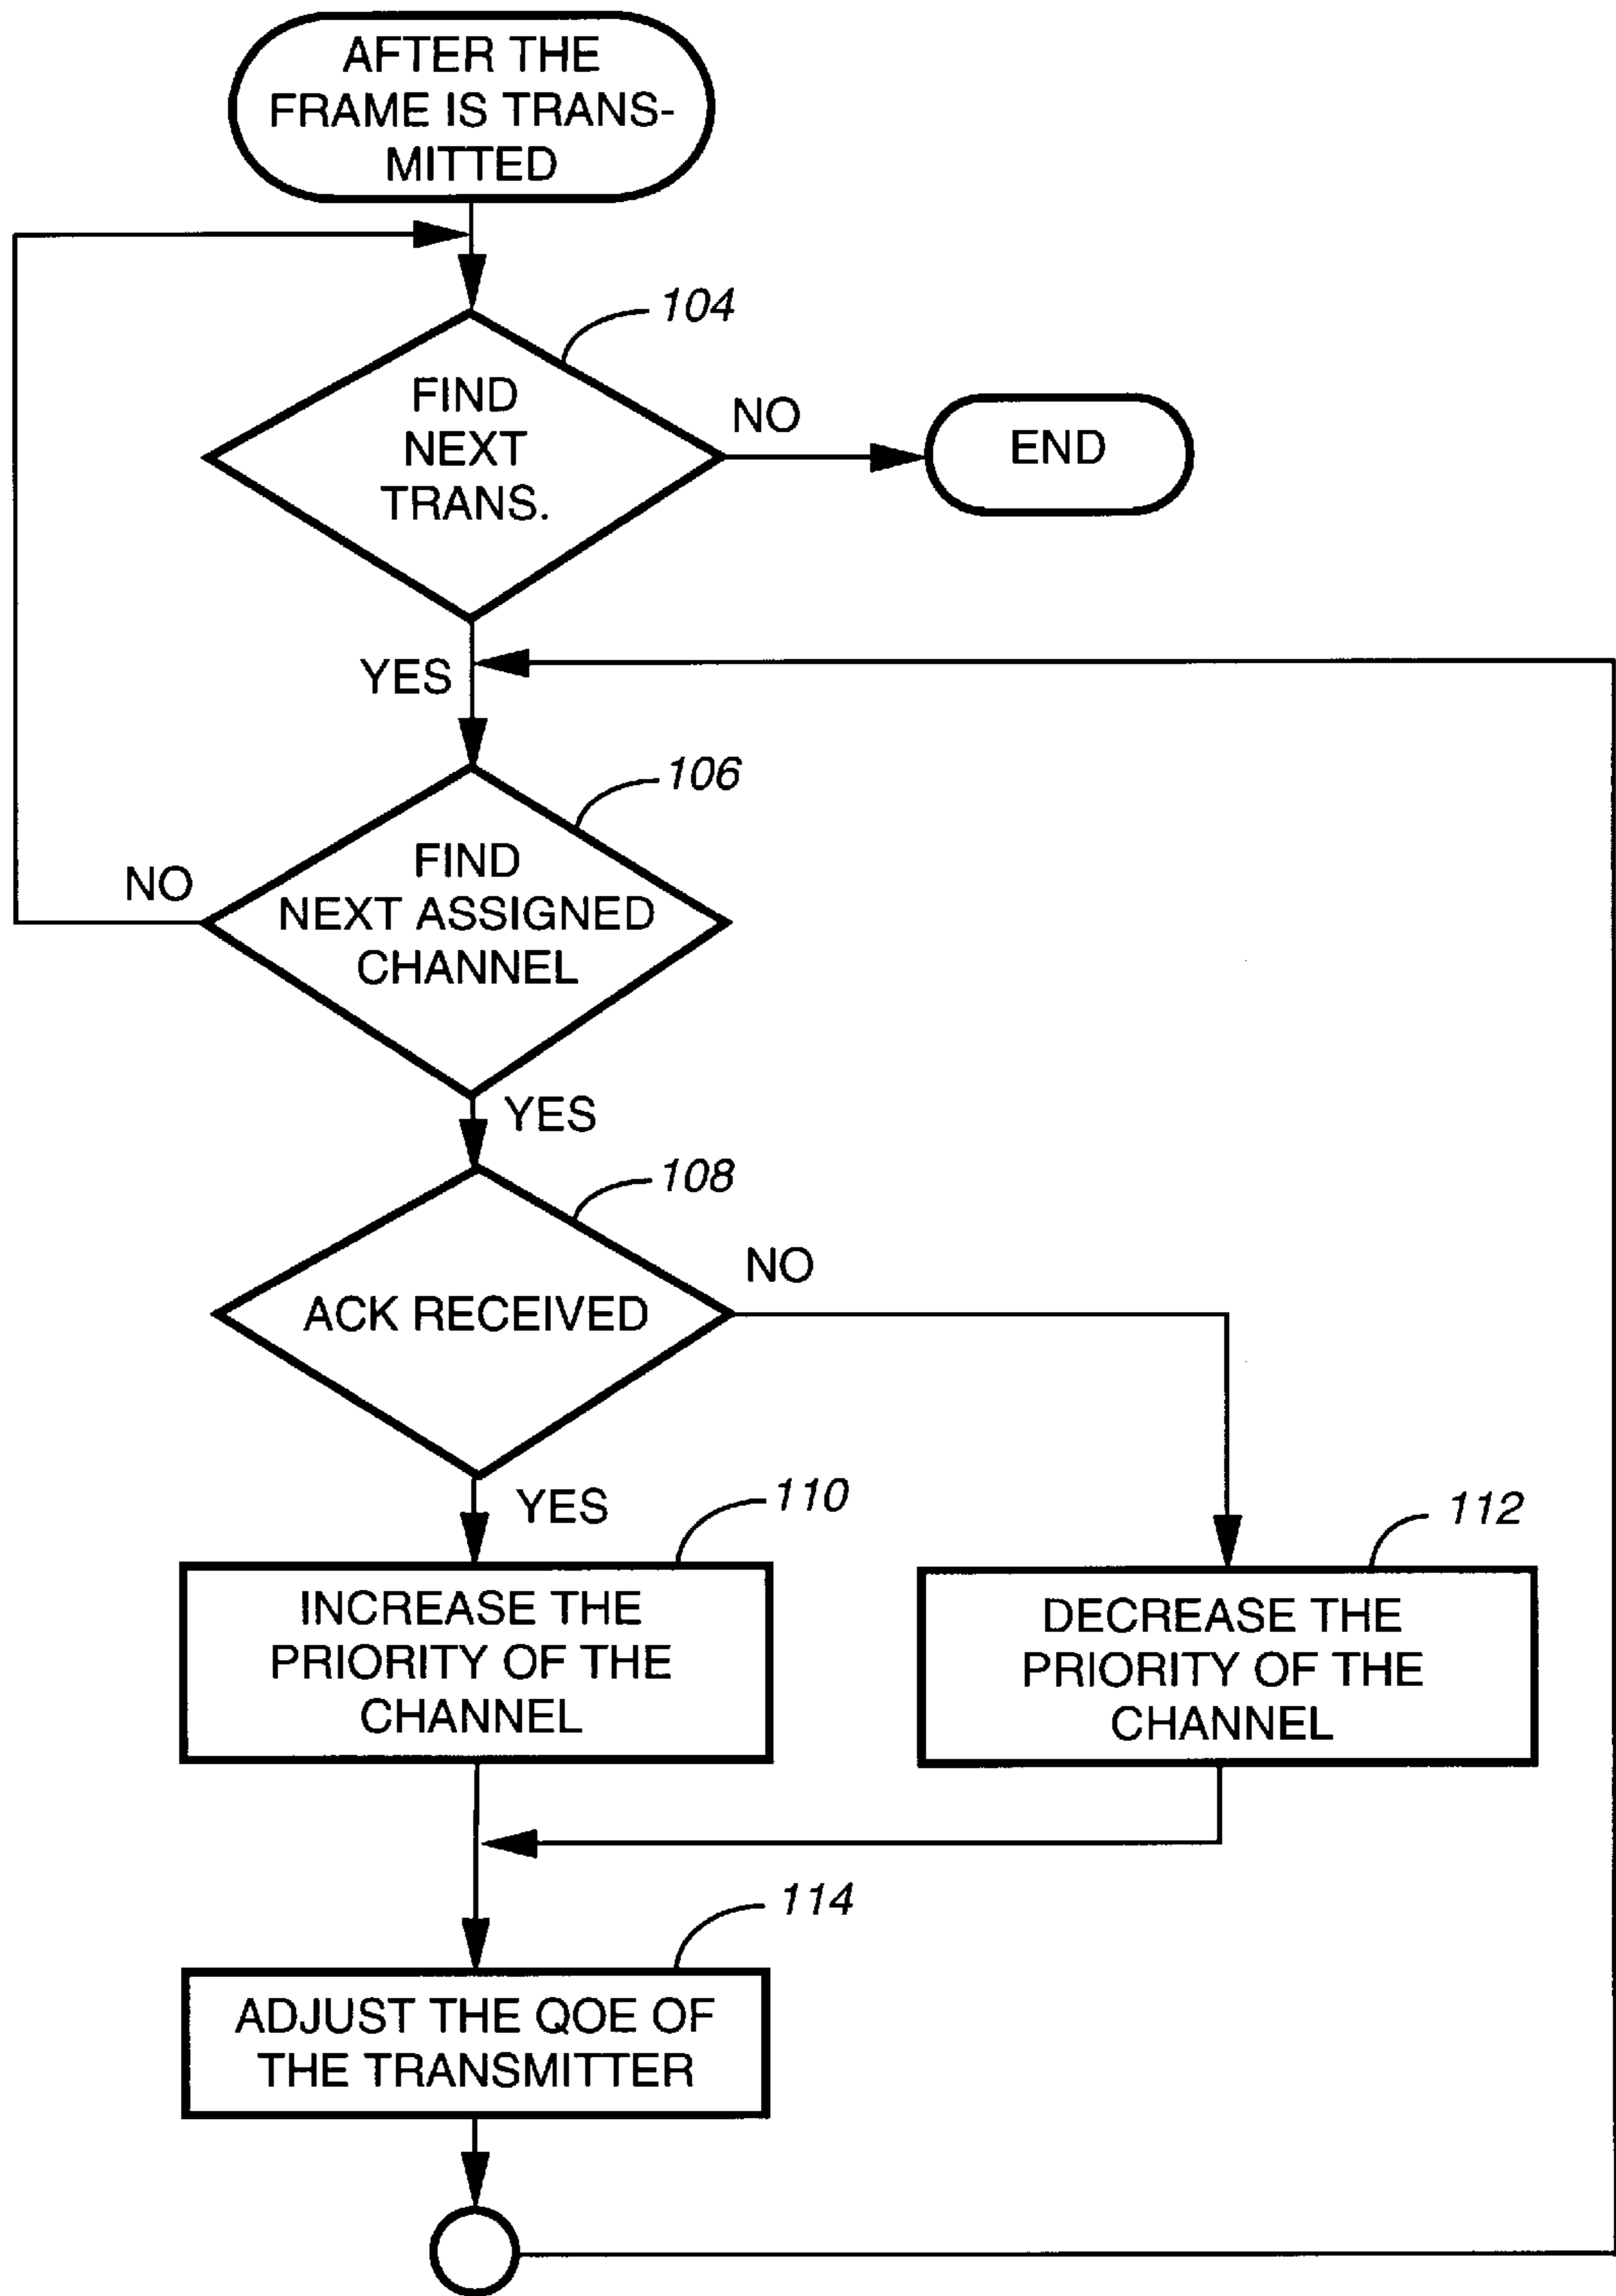 AFTER THE
FRAME IS TRANS-
MITTED
104
FIND
NEXT
TRANS.
NO
END
YES
106
FIND
NEXT ASSIGNED
CHANNEL
NO
YES
108
ACK RECEIVED
NO
YES
110
INCREASE THE
PRIORITY OF THE
CHANNEL
112
DECREASE THE
PRIORITY OF THE
CHANNEL
114
ADJUST THE QOE OF
THE TRANSMITTER